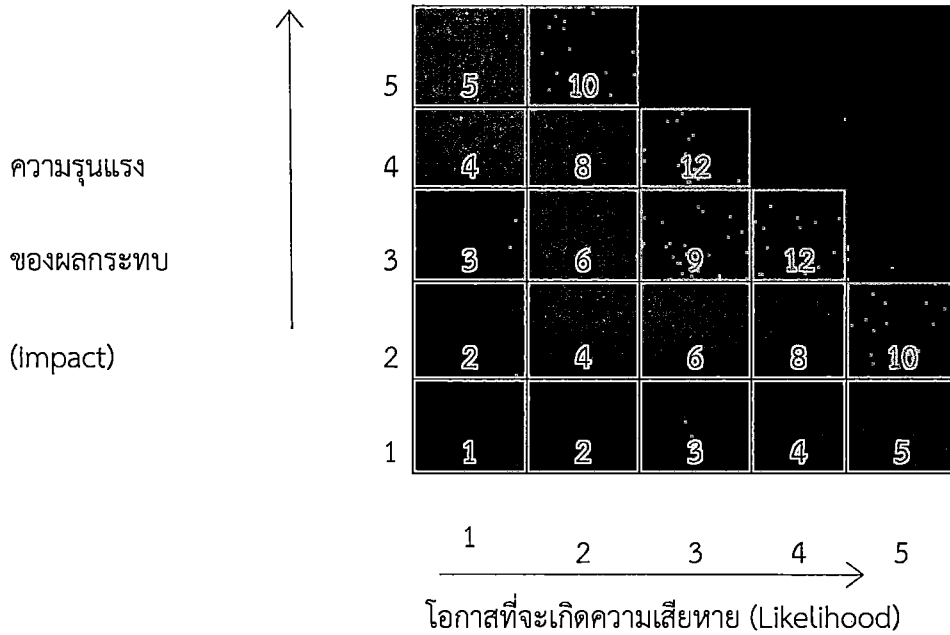 5 5 10
ความรุนแรง 4 4 8 12
ของผลกระทบ 3 3 6 9 12
(Impact) 2 2 4 6 8 10
1 1 2 3 4 5
1 2 3 4 5
โอกาสที่จะเกิดความเสียหาย (Likelihood)